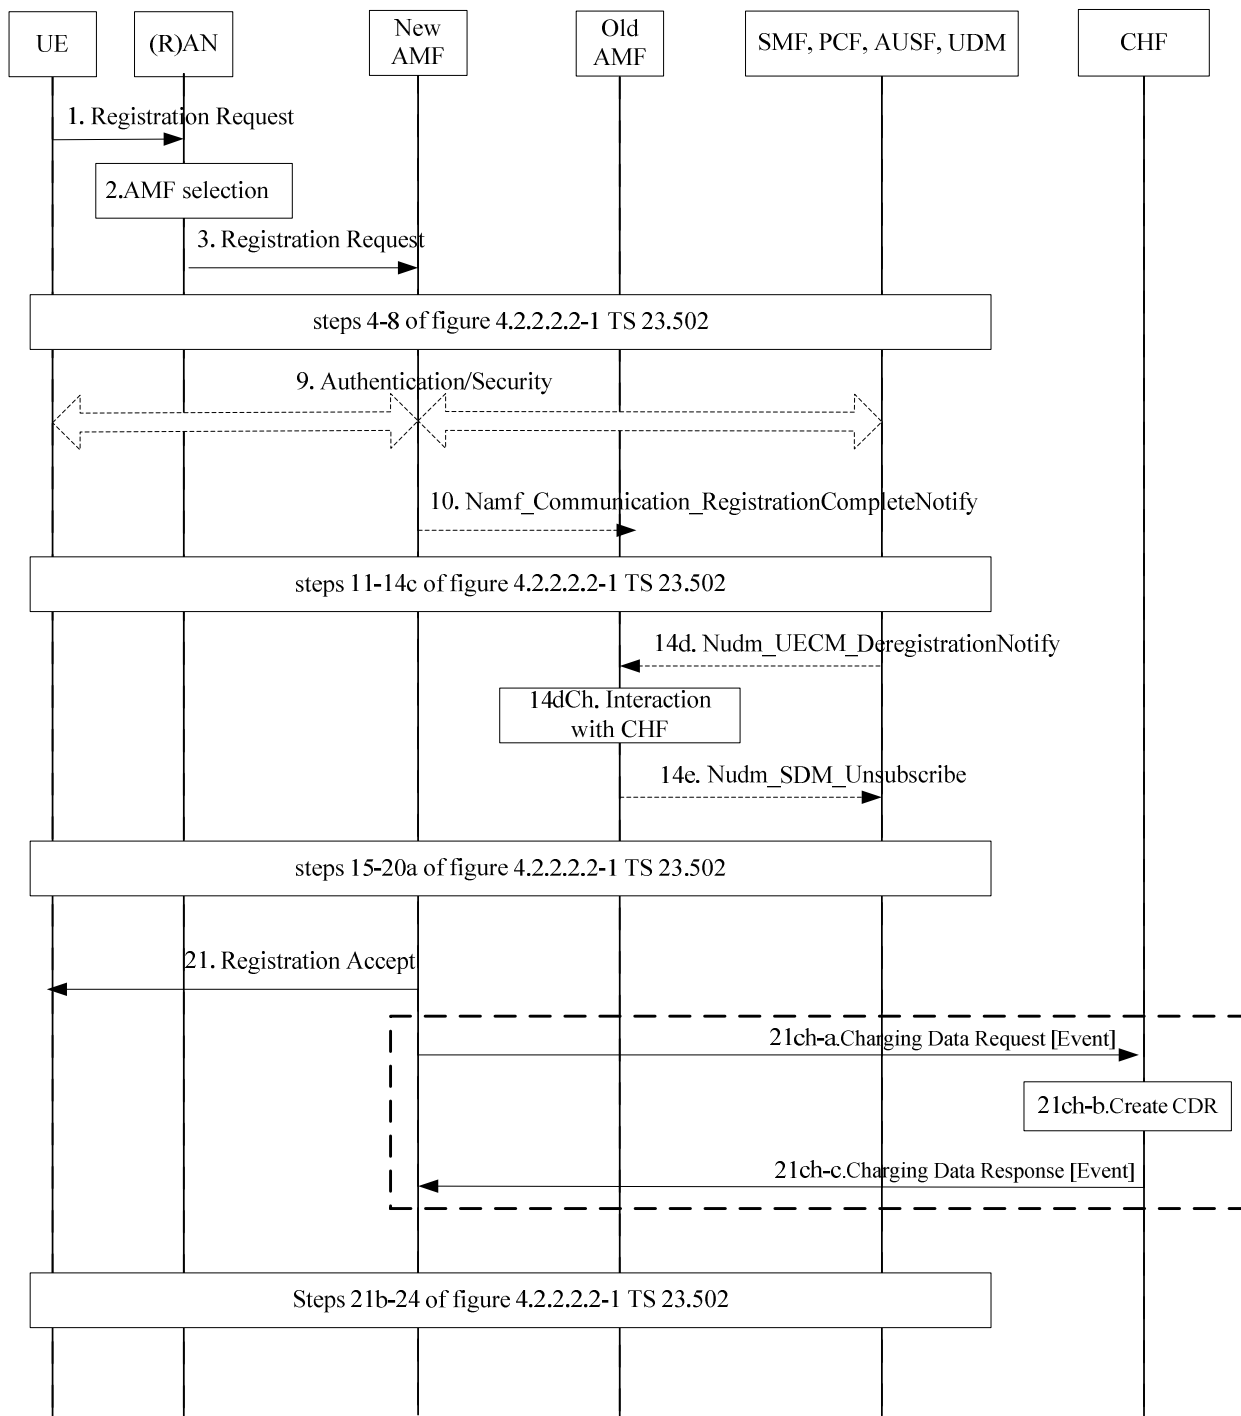 UE
(R)AN
New
AMF
Old
AMF
SMF, PCF, AUSF, UDM
CHF
1. Registration Request
2.AMF selection
3. Registration Request
steps 4-8 of figure 4.2.2.2.2-1 TS 23.502
9. Authentication/Security
10. Namf_Communication_RegistrationCompleteNotify
steps 11-14c of figure 4.2.2.2.2-1 TS 23.502
14d. Nudm_UECM_DeregistrationNotify
14dCh. Interaction
with CHF
14e. Nudm_SDM_Unsubscribe
steps 15-20a of figure 4.2.2.2.2-1 TS 23.502
21. Registration Accept
21ch-a.Charging Data Request [Event]
21ch-b.Create CDR
21ch-c.Charging Data Response [Event]
Steps 21b-24 of figure 4.2.2.2.2-1 TS 23.502